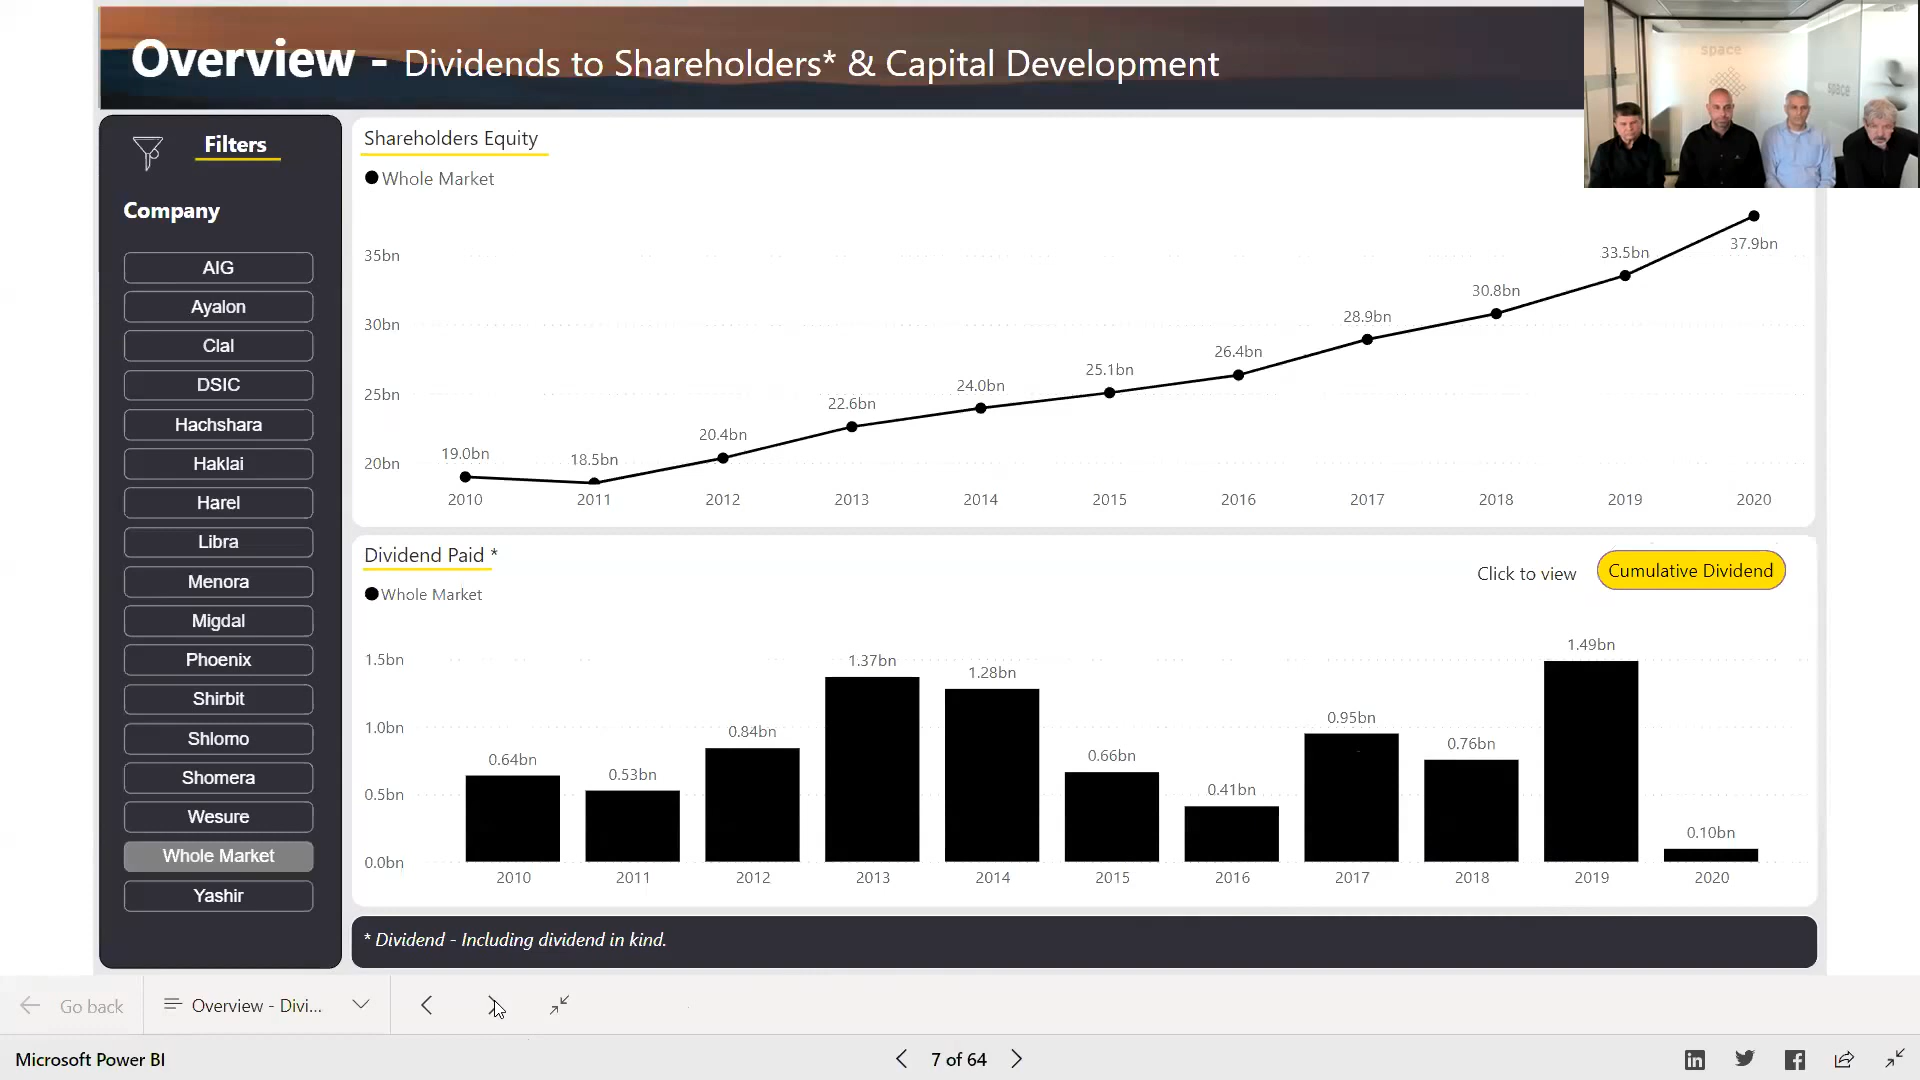 Overview - Dividends to Shareholders* & Capital Development
space
space
Filters
Company
AIG
Ayalon
Clal
DSIC
Hachshara
Haklai
Harel
Libra
Menora
Migdal
Phoenix
Shirbit
Shlomo
Shomera
Wesure
Whole Market
Yashir
Shareholders Equity
Whole Market
35bn
30bn
25bn
20bn
19.0bn
18.5bn
20.4bn
22.6bn
24.0bn
25.1bn
26.4bn
28.9bn
30.8bn
33.5bn
37.9bn
2010 2011 2012 2013 2014 2015 2016 2017 2018 2019 2020
Dividend Paid *
Click to view Cumulative Dividend
Whole Market
1.5bn
1.0bn
0.5bn
0.0bn
0.64bn
0.53bn
0.84bn
1.37bn
1.28bn
0.66bn
0.41bn
0.95bn
0.76bn
1.49bn
0.10bn
2010 2011 2012 2013 2014 2015 2016 2017 2018 2019 2020
* Dividend - Including dividend in kind.
Go back
Overview - Divi...
Microsoft Power BI
7 of 64